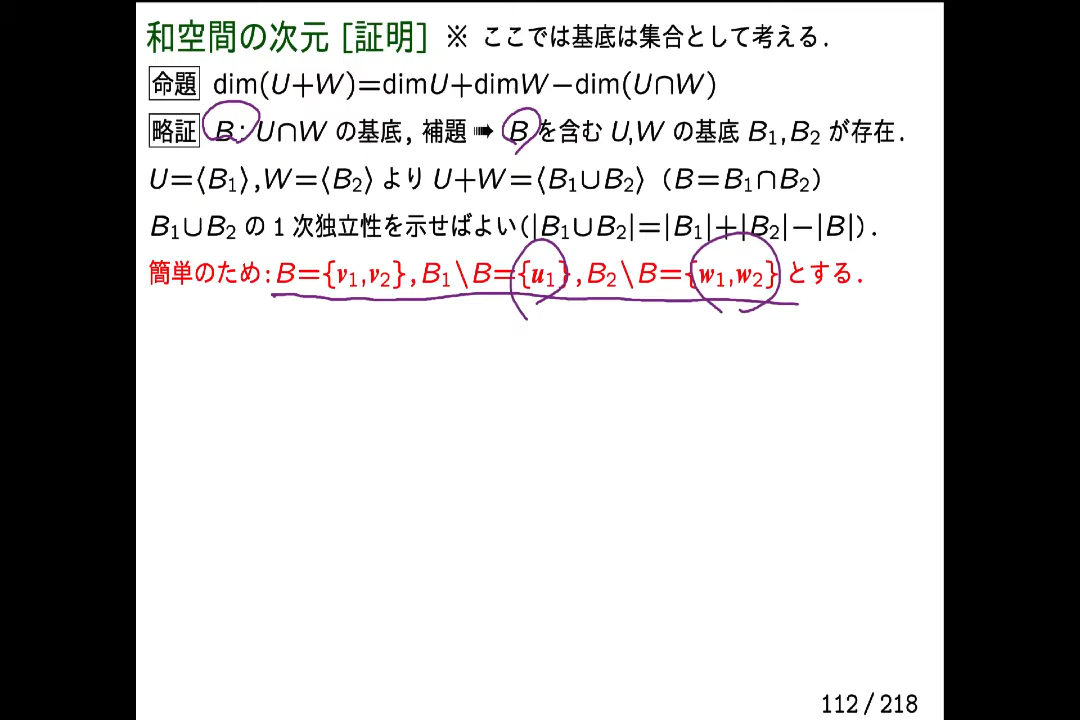 和空間の次元 [証明] ※ ここでは基底は集合として考える.
命題 dim(U+W)=dimU+dimW−dim(U∩W)
略証 B: U∩W の基底, 補題 ➠ B を含む U,W の基底 B₁,B₂ が存在.
U=⟨B₁⟩,W=⟨B₂⟩ より U+W=⟨B₁∪B₂⟩ (B=B₁∩B₂)
B₁∪B₂ の 1 次独立性を示せばよい(|B₁∪B₂|=|B₁|+|B₂|−|B|).
簡単のため: B={v₁,v₂},B₁∖B={u₁},B₂∖B={w₁,w₂} とする.
112 / 218